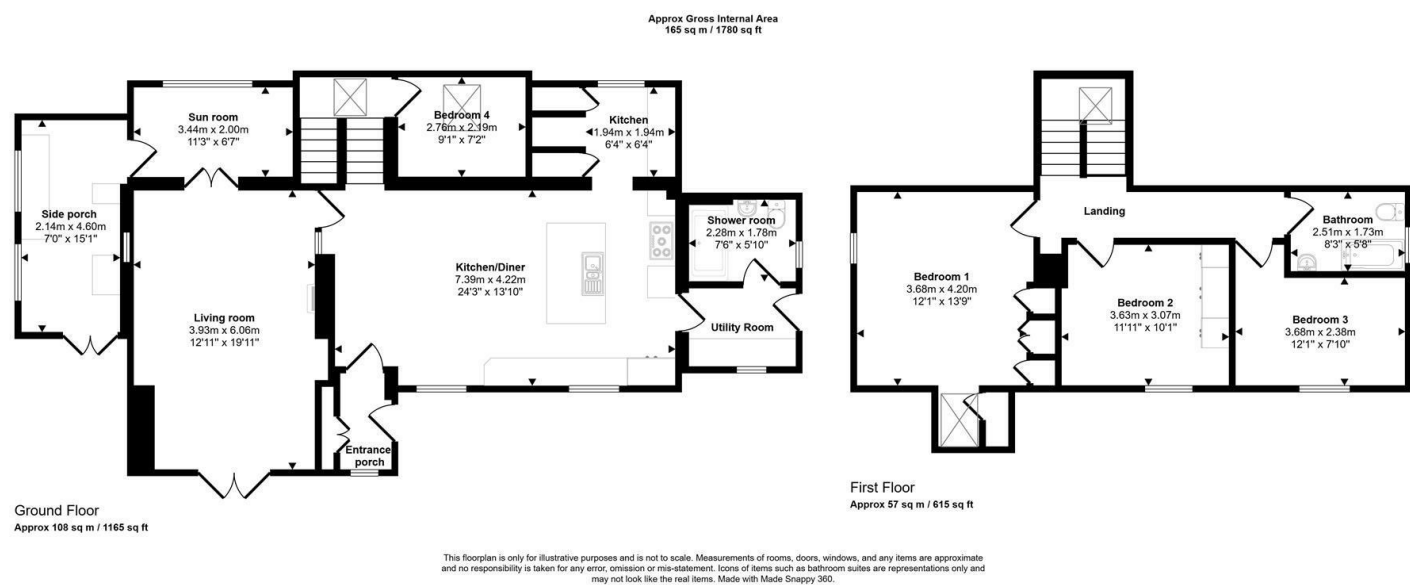 Approx Gross Internal Area
165 sq m / 1780 sq ft
Sun room
3.44m x 2.00m
11'3" x 6'7"
Bedroom 4
2.76m x 2.19m
9'1" x 7'2"
Kitchen
1.94m x 1.94m
6'4" x 6'4"
Side porch
2.14m x 4.60m
7'0" x 15'1"
Shower room
2.28m x 1.78m
7'6" x 5'10"
Kitchen/Diner
7.39m x 4.22m
24'3" x 13'10"
Living room
3.93m x 6.06m
12'11" x 19'11"
Utility Room
Entrance
porch
Ground Floor
Approx 108 sq m / 1165 sq ft
Landing
Bathroom
2.51m x 1.73m
8'3" x 5'8"
Bedroom 1
3.68m x 4.20m
12'1" x 13'9"
Bedroom 2
3.63m x 3.07m
11'11" x 10'1"
Bedroom 3
3.68m x 2.38m
12'1" x 7'10"
First Floor
Approx 57 sq m / 615 sq ft
This floorplan is only for illustrative purposes and is not to scale. Measurements of rooms, doors, windows, and any items are approximate
and no responsibility is taken for any error, omission or mis-statement. Icons of items such as bathroom suites are representations only and
may not look like the real items. Made with Made Snappy 360.